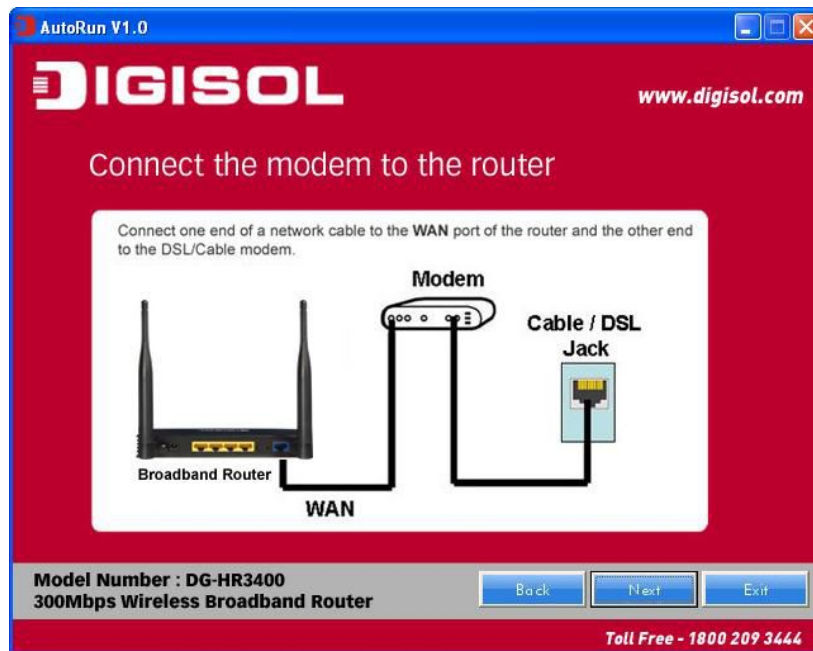 AutoRun V1.0
DIGISOL
www.digisol.com
Connect the modem to the router
Connect one end of a network cable to the WAN port of the router and the other end
to the DSL/Cable modem.
Modem
Cable / DSL
Jack
Broadband Router
WAN
Model Number : DG-HR3400
300Mbps Wireless Broadband Router
Back
Next
Exit
Toll Free - 1800 209 3444